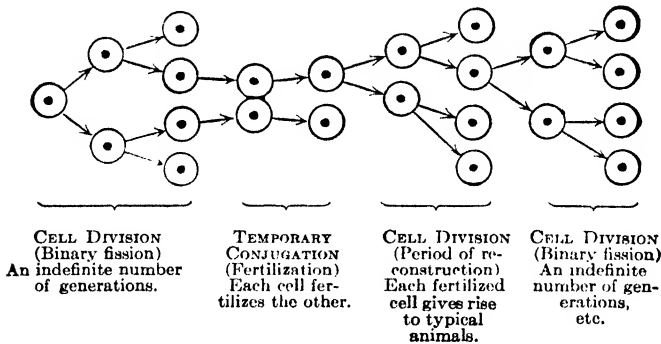 CELL DIVISION
(Binary fission)
An indefinite number
of generations.
TEMPORARY
CONJUGATION
(Fertilization)
Each cell fer-
tilizes the other.
CELL DIVISION
(Period of re-
construction)
Each fertilized
cell gives rise
to typical
animals.
CELL DIVISION
(Binary fission)
An indefinite
number of gen-
erations,
etc.